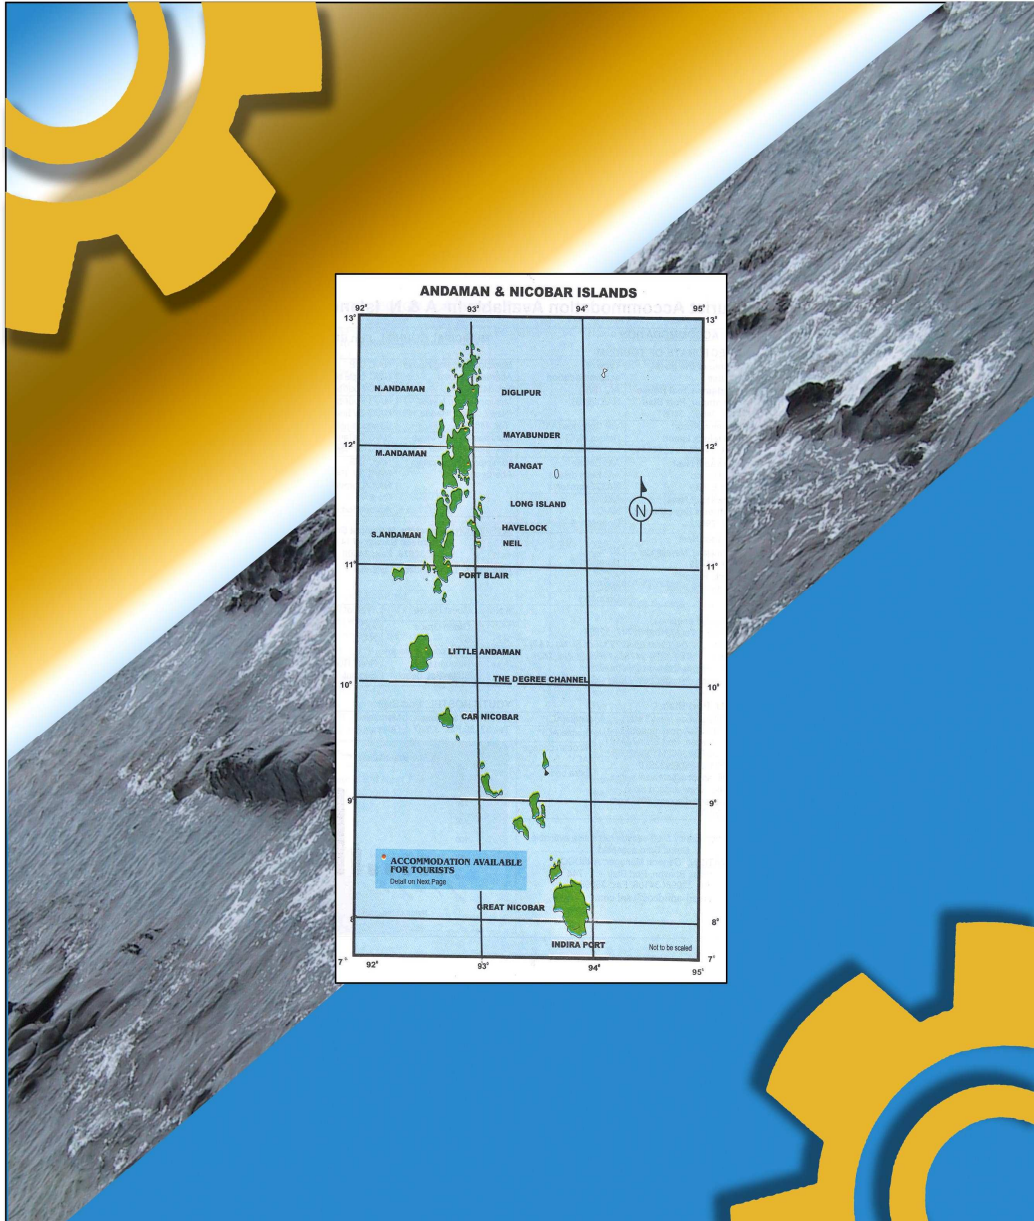 ANDAMAN & NICOBAR ISLANDS
92° 93° 94° 95°
13° 13°
N.ANDAMAN DIGLIPUR
MAYABUNDER
12° 12°
M.ANDAMAN RANGAT
LONG ISLAND
N
HAVELOCK
S.ANDAMAN
NEIL
11° 11°
PORT BLAIR
LITTLE ANDAMAN
TNE DEGREE CHANNEL
10° 10°
CAR NICOBAR
9° 9°
ACCOMMODATION AVAILABLE
FOR TOURISTS
Detail on Next Page
GREAT NICOBAR
8° 8°
INDIRA PORT Not to be scaled
7° 7°
92° 93° 94° 95°